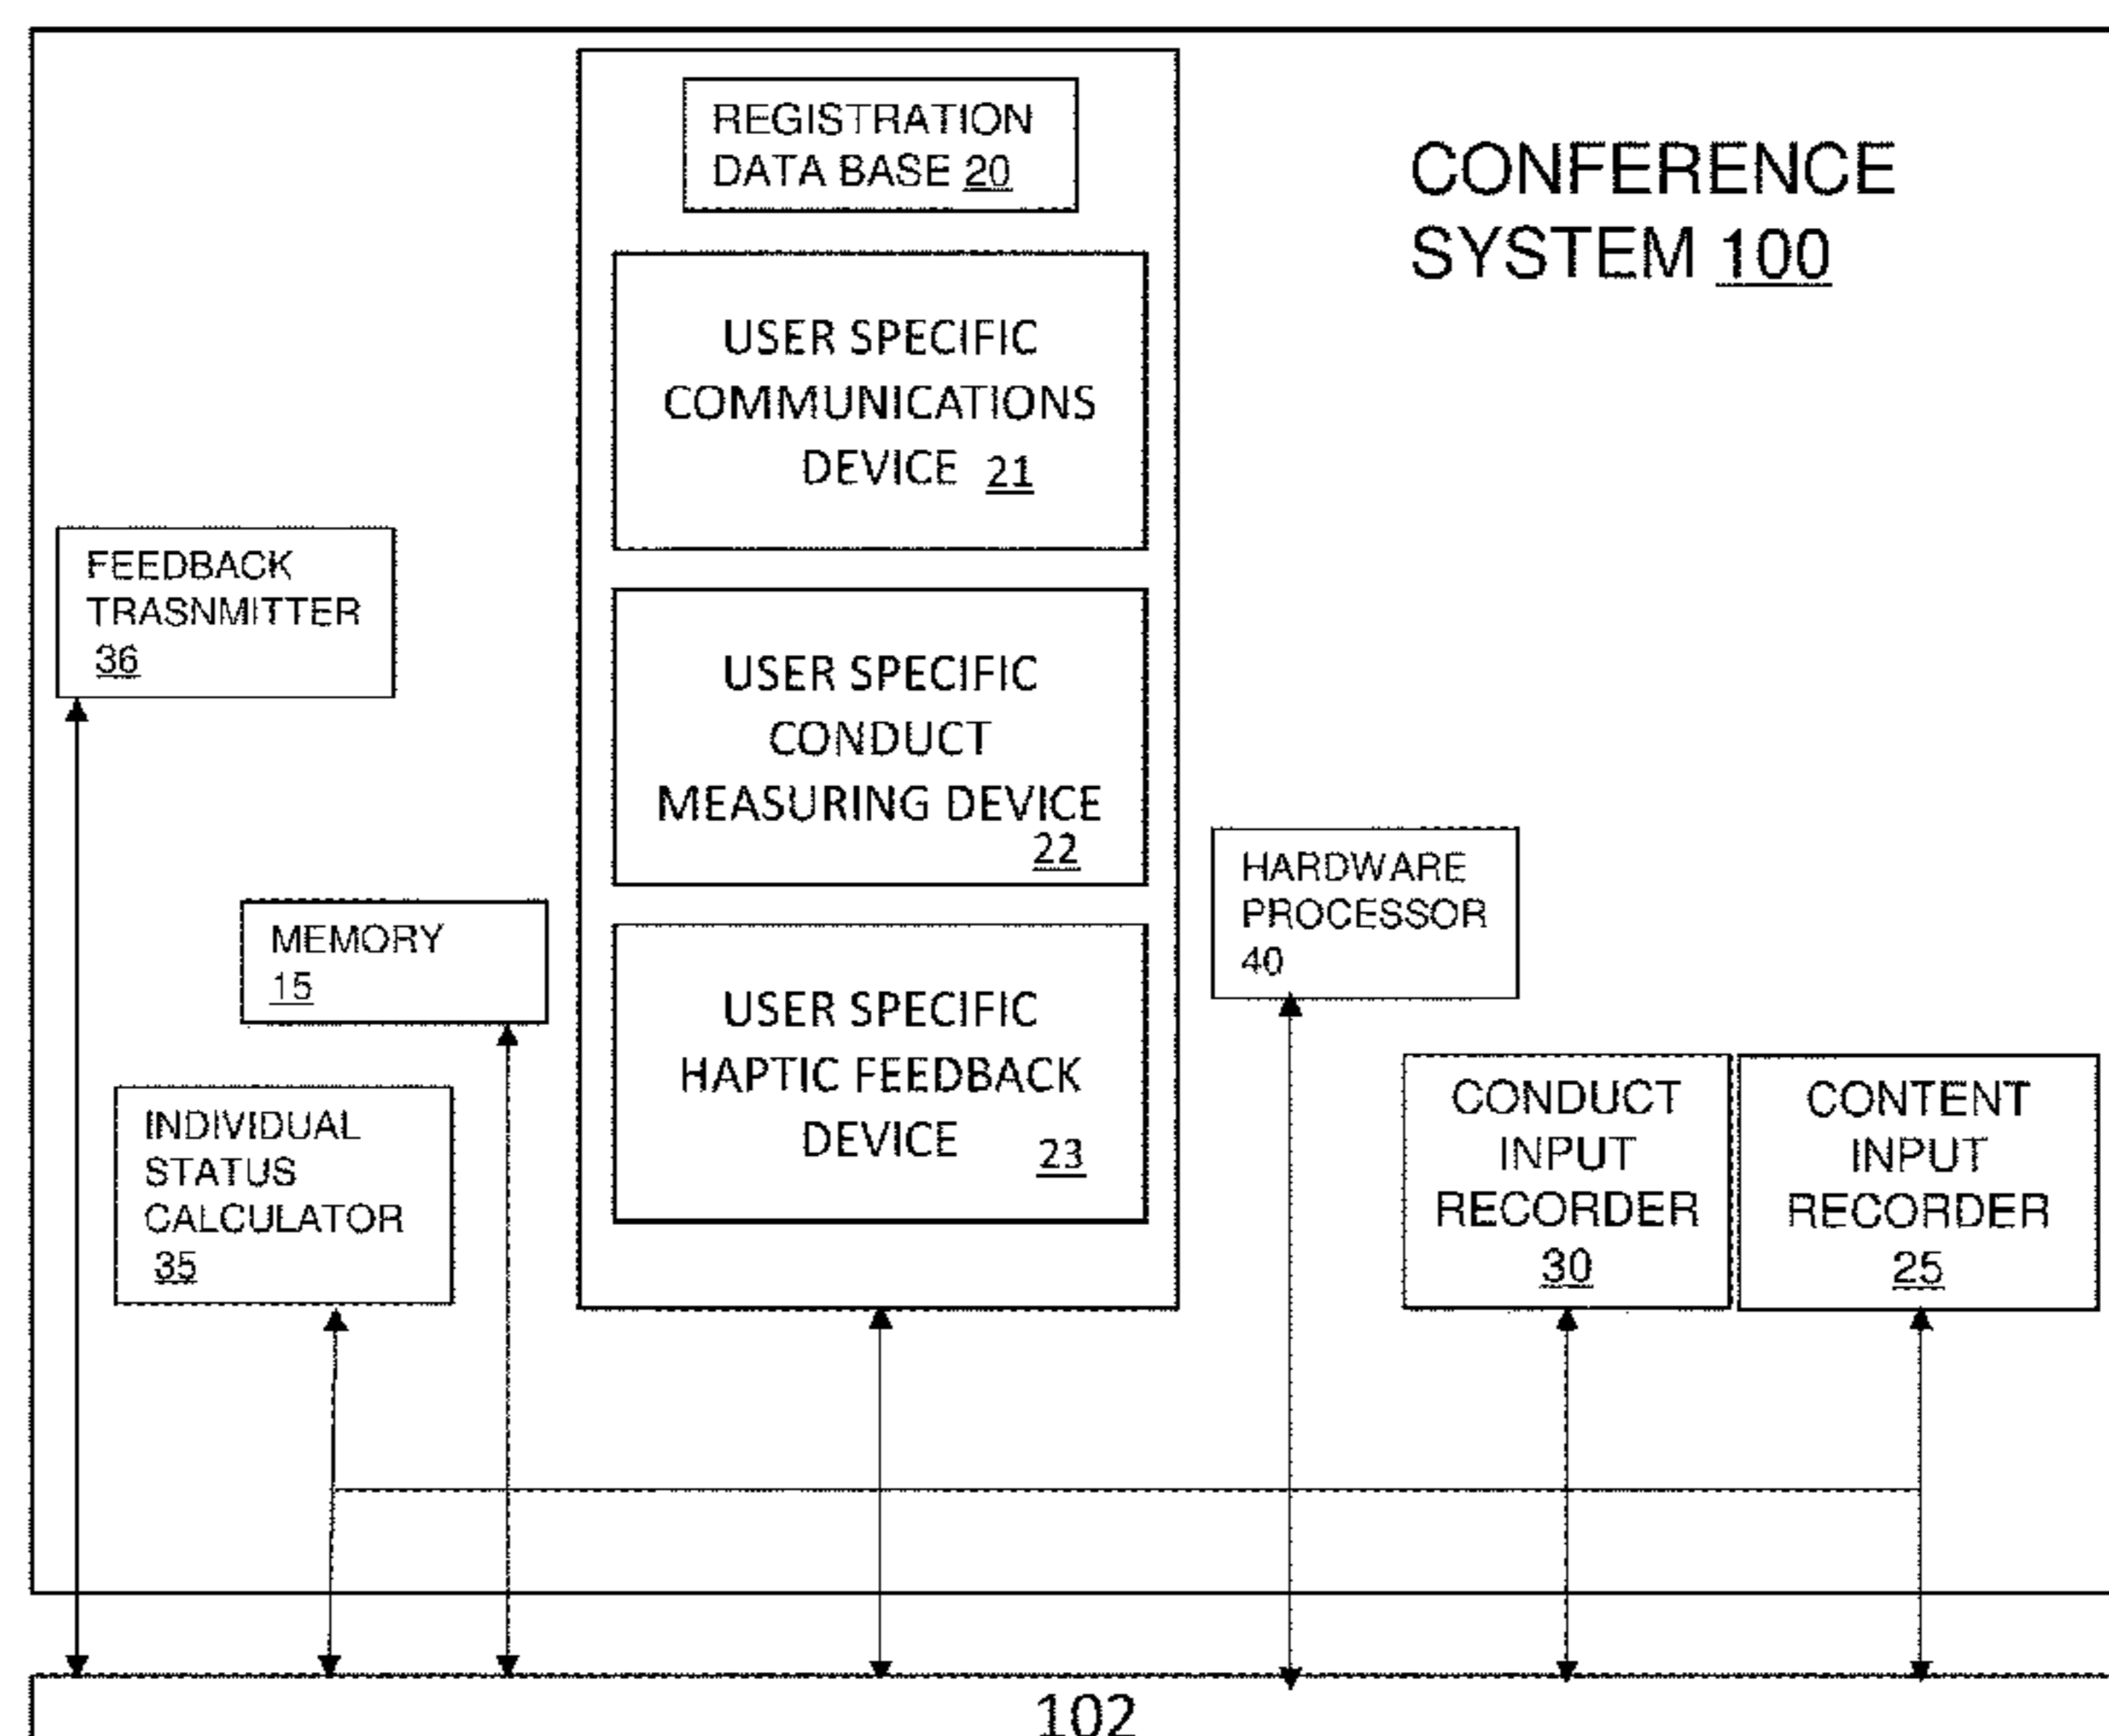 REGISTRATION
DATA BASE 20
CONFERENCE
SYSTEM 100
USER SPECIFIC
COMMUNICATIONS
DEVICE 21
FEEDBACK
TRASNMITTER
36
USER SPECIFIC
CONDUCT
MEASURING DEVICE
22
HARDWARE
PROCESSOR
40
MEMORY
15
USER SPECIFIC
HAPTIC FEEDBACK
DEVICE 23
INDIVIDUAL
STATUS
CALCULATOR
35
CONDUCT
INPUT
RECORDER
30
CONTENT
INPUT
RECORDER
25
102